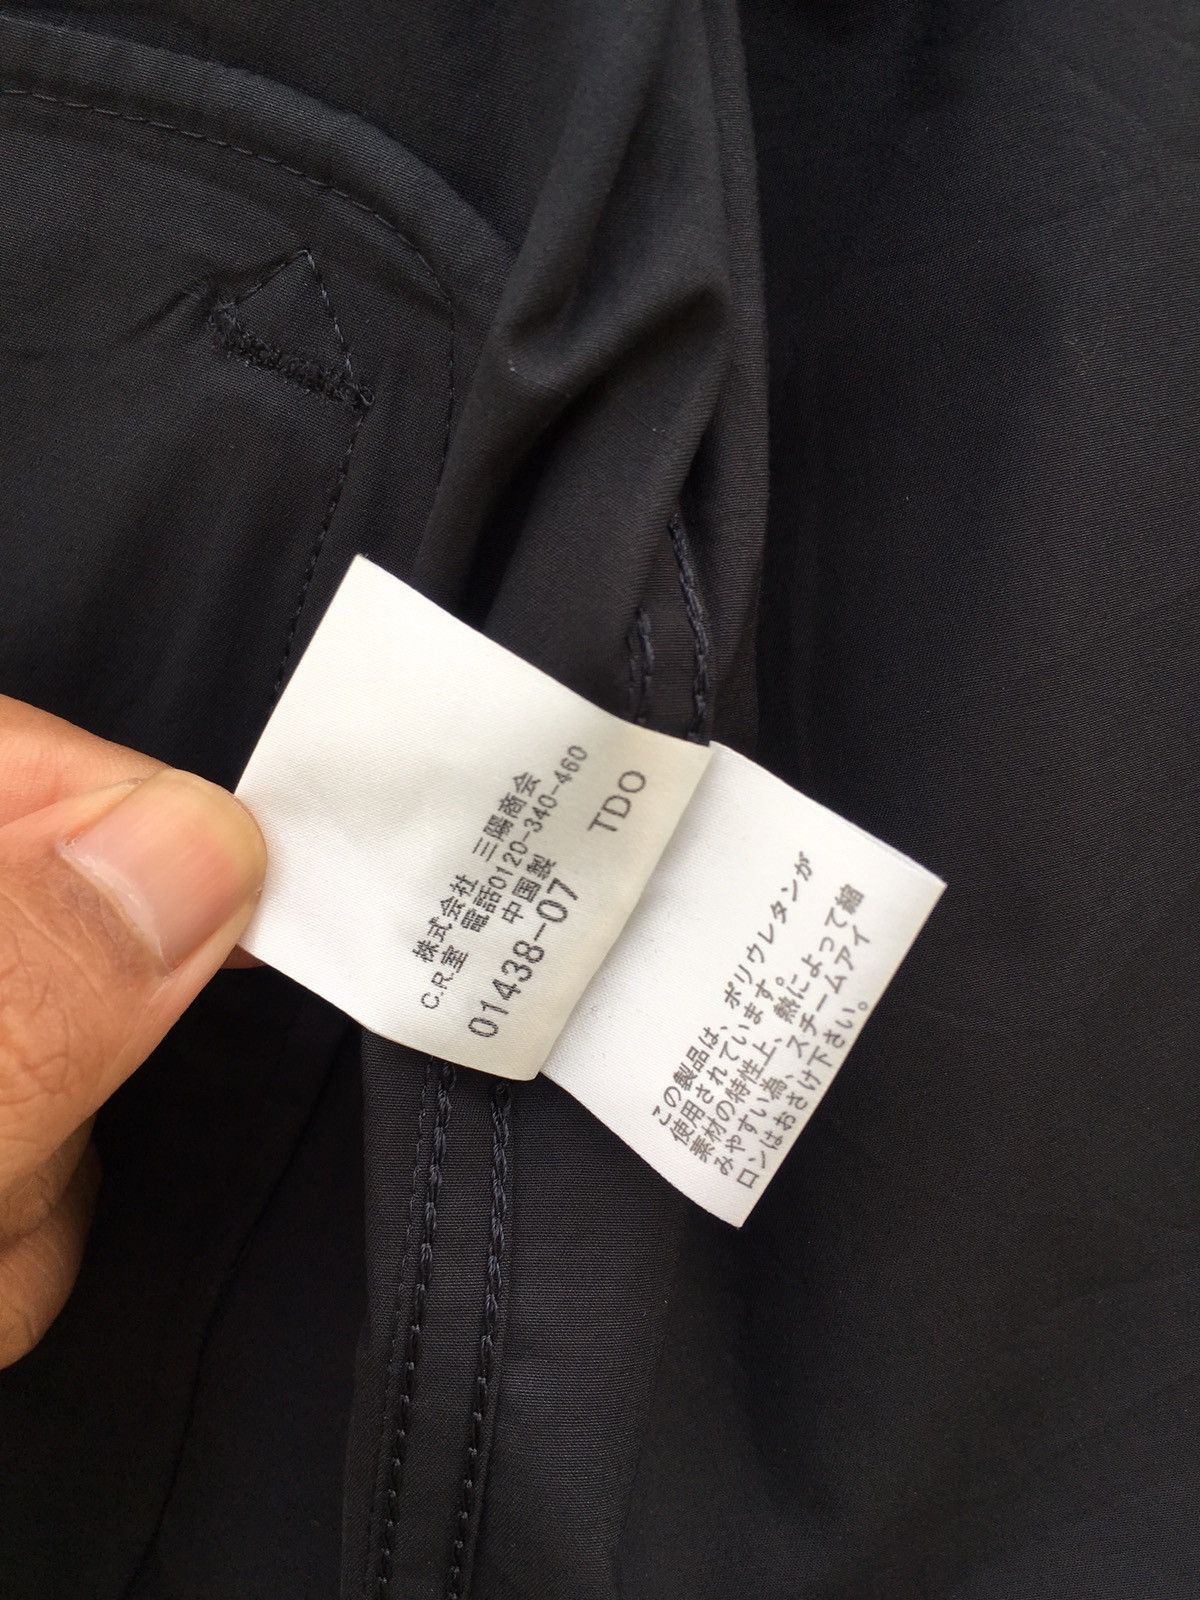 株式会社 三陽商会
C.R.室 電話0120-340-460
中国製
01438-07
TDO
この製品は、ポリウレタンが
使用されています。
素材の特性上、熱によって縮
みやすい為、スチームアイ
ロンはおさけ下さい。